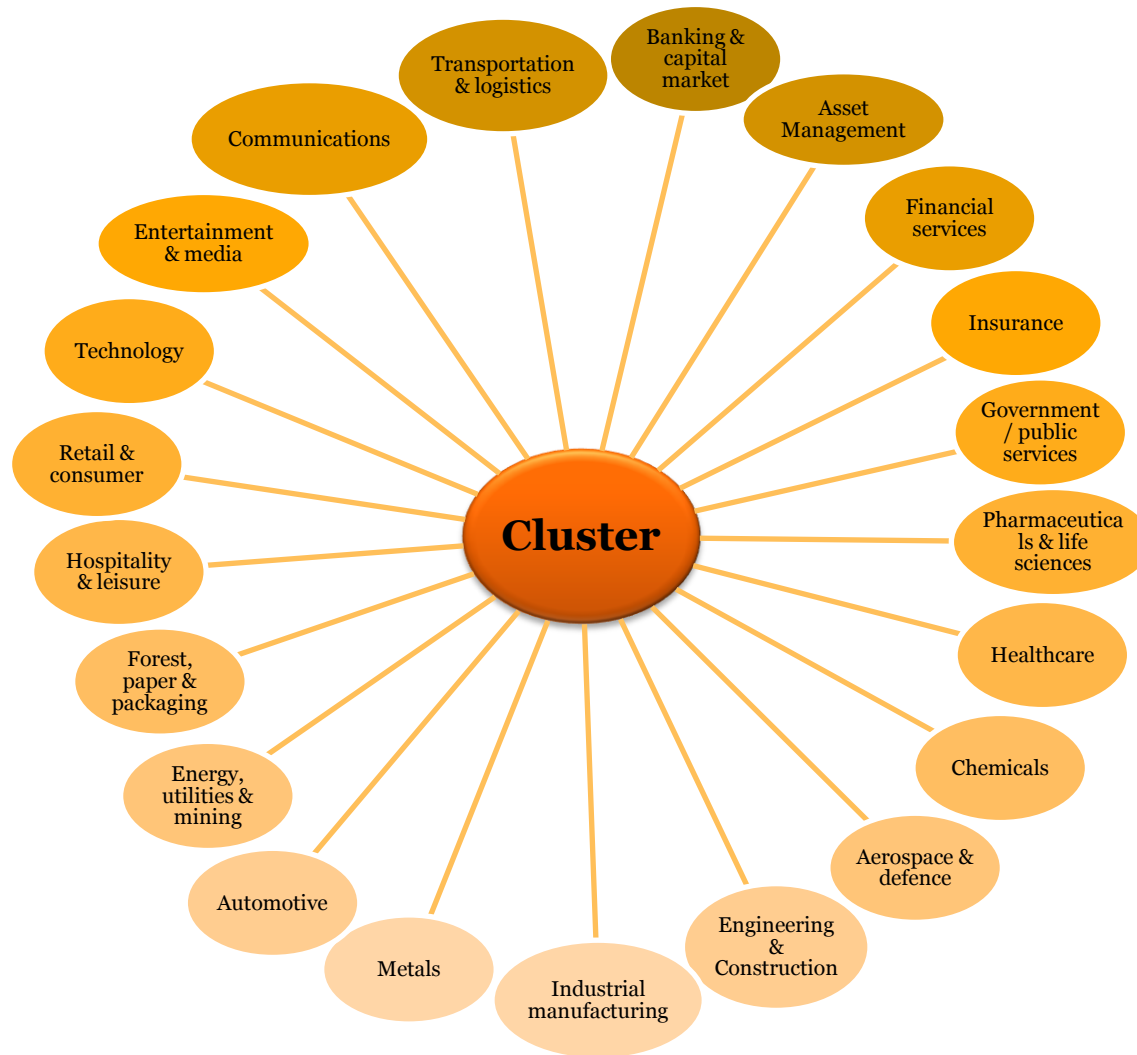 Banking &
capital
market
Asset
Management
Financial
services
Insurance
Government
/ public
services
Pharmaceutica
ls & life
sciences
Healthcare
Chemicals
Aerospace &
defence
Engineering
&
Construction
Industrial
manufacturing
Metals
Automotive
Energy,
utilities &
mining
Forest,
paper &
packaging
Hospitality
& leisure
Retail &
consumer
Technology
Entertainment
& media
Communications
Transportation
& logistics
Cluster